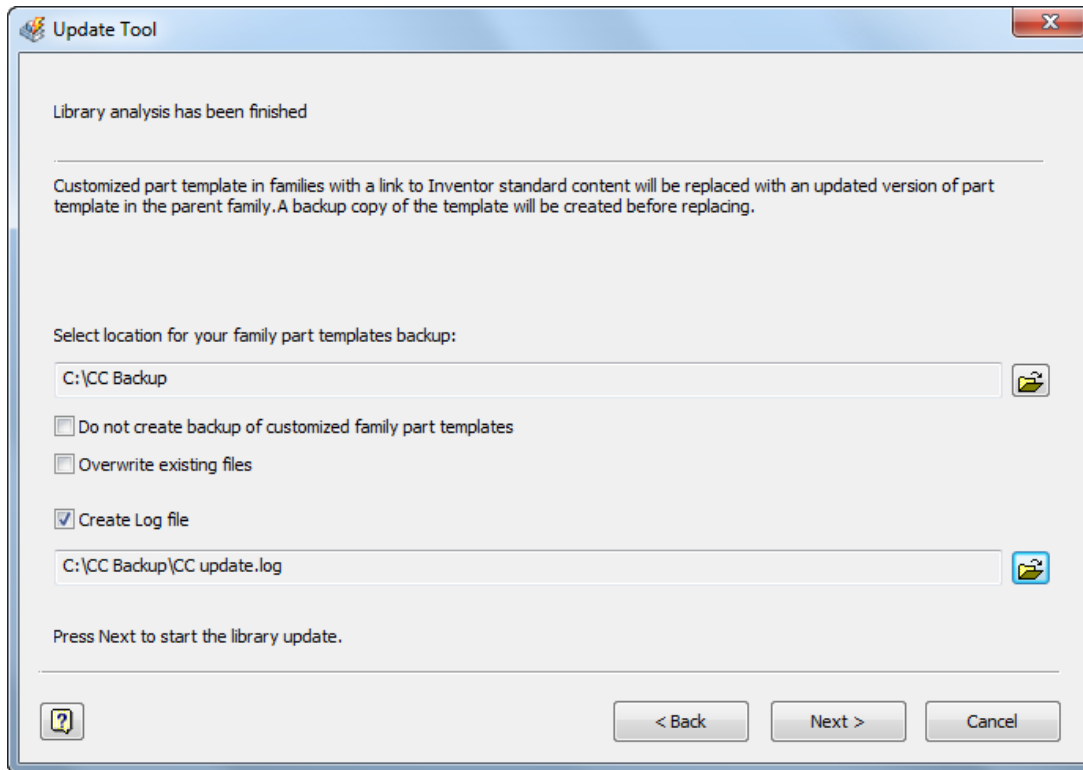 Update Tool
Library analysis has been finished
Customized part template in families with a link to Inventor standard content will be replaced with an updated version of part
template in the parent family.A backup copy of the template will be created before replacing.
Select location for your family part templates backup:
C:\CC Backup
Do not create backup of customized family part templates
Overwrite existing files
Create Log file
C:\CC Backup\CC update.log
Press Next to start the library update.
< Back Next > Cancel